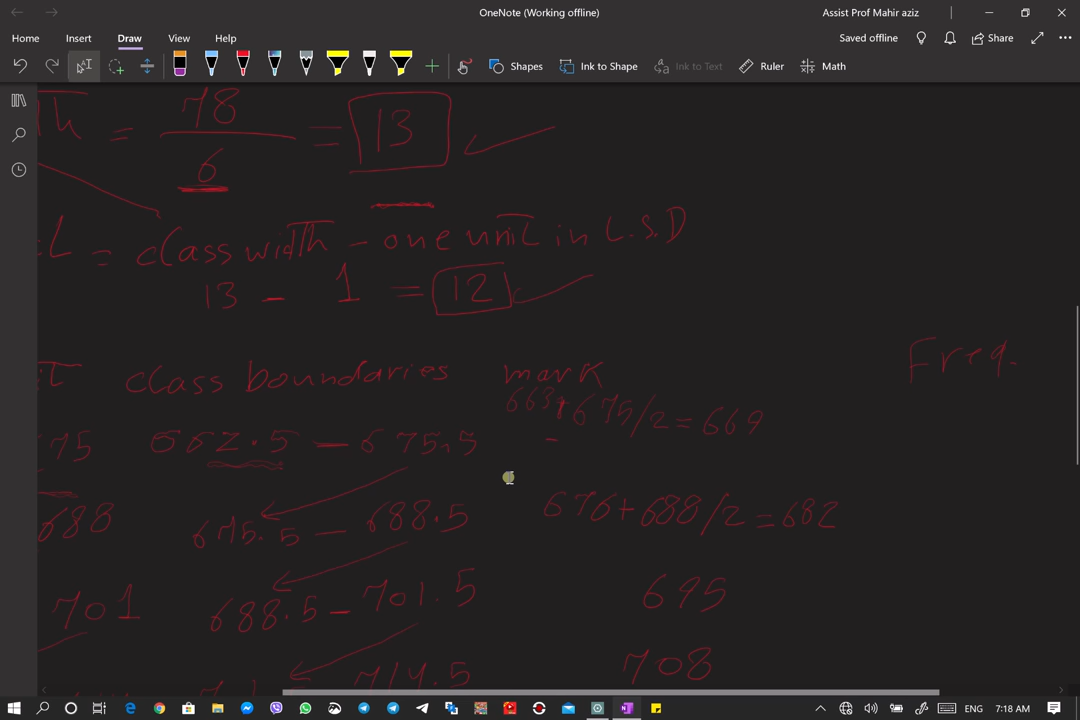 OneNote (Working offline)
Assist Prof Mahir aziz
Home Insert Draw View Help
Saved offline Share
Shapes Ink to Shape Ink to Text Ruler Math
= 78 / 6 = 13
= class width - one unit in L.S.D
13 - 1 = 12
Freq.
class boundaries mark
663+675/2 = 669
75 662.5 - 675.5
688 675.5 - 688.5 676+688/2 = 682
701 688.5 - 701.5 695
714.5 708
ENG 7:18 AM